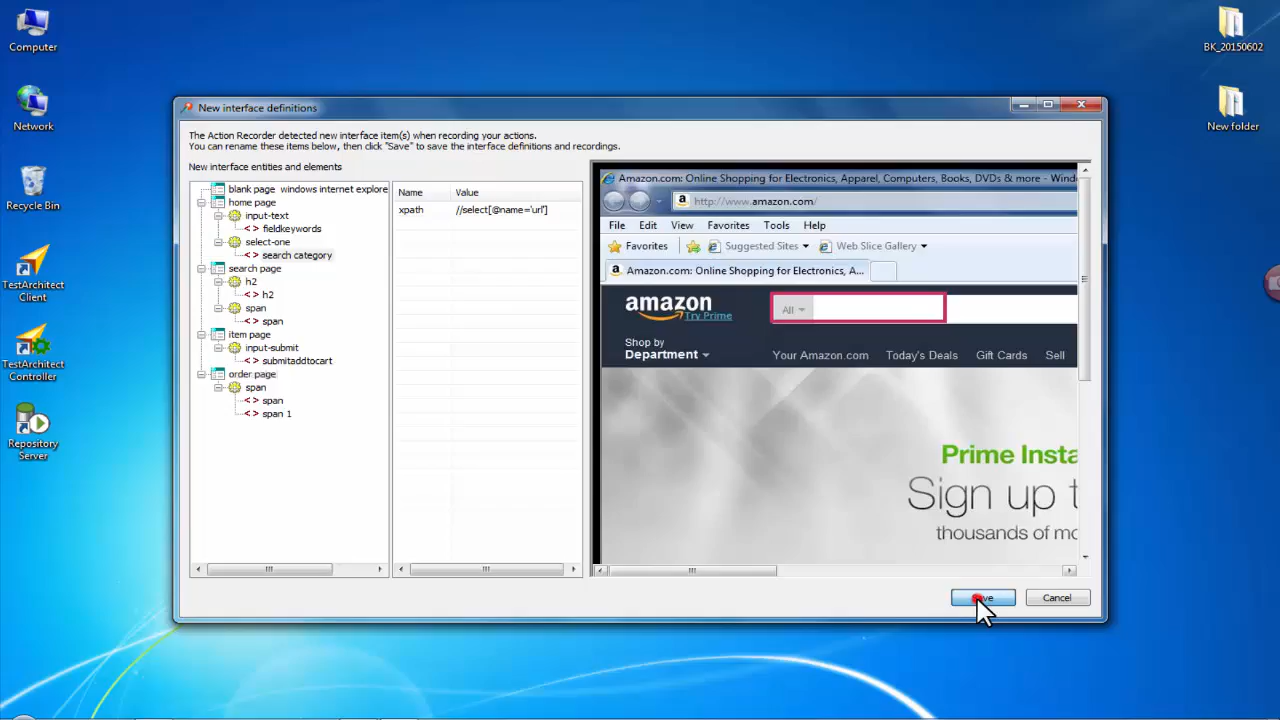 Computer
Network
Recycle Bin
TestArchitect
Client
TestArchitect
Controller
Repository
Server
BK_20150602
New folder
New interface definitions
The Action Recorder detected new interface item(s) when recording your actions.
You can rename these items below, then click "Save" to save the interface definitions and recordings.
New interface entities and elements
blank page windows internet explore
home page
input-text
<> fieldkeywords
select-one
<> search category
search page
h2
<> h2
span
<> span
item page
input-submit
<> submitaddtocart
order page
span
<> span
<> span 1
Name Value
xpath //select[@name='url']
Amazon.com: Online Shopping for Electronics, Apparel, Computers, Books, DVDs & more - Wind
http://www.amazon.com/
File Edit View Favorites Tools Help
Favorites Suggested Sites Web Slice Gallery
Amazon.com: Online Shopping for Electronics, A...
amazon
Try Prime
All
Shop by
Department
Your Amazon.com Today's Deals Gift Cards Sell
Prime Insta
Sign up t
thousands of mo
Cancel